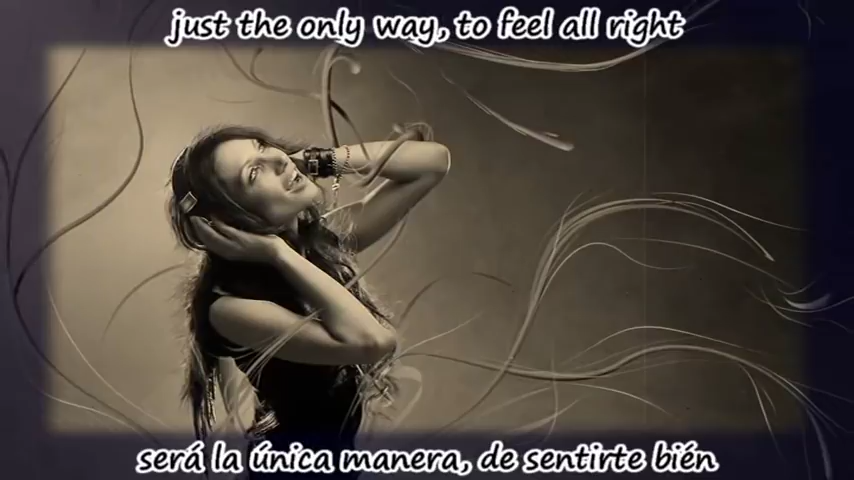 just the only way, to feel all right
será la única manera, de sentirte bién